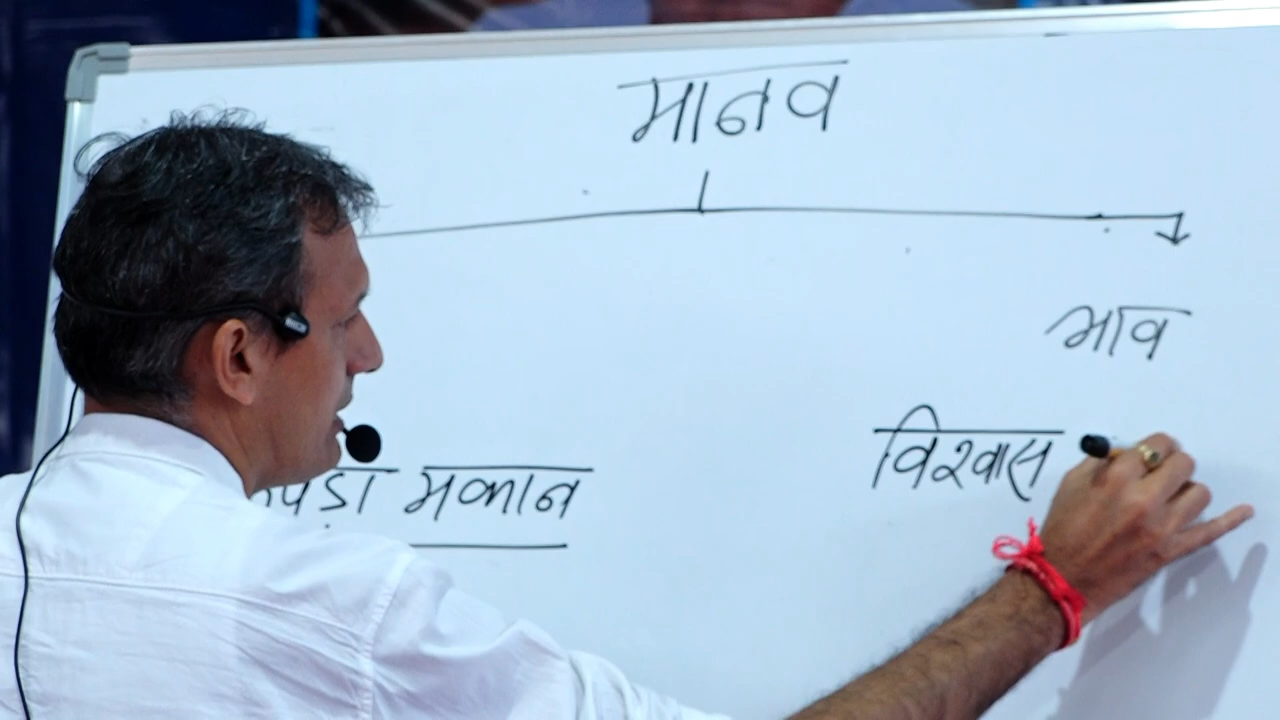 मानव
भाव
विश्वास
कपड़ा मकान